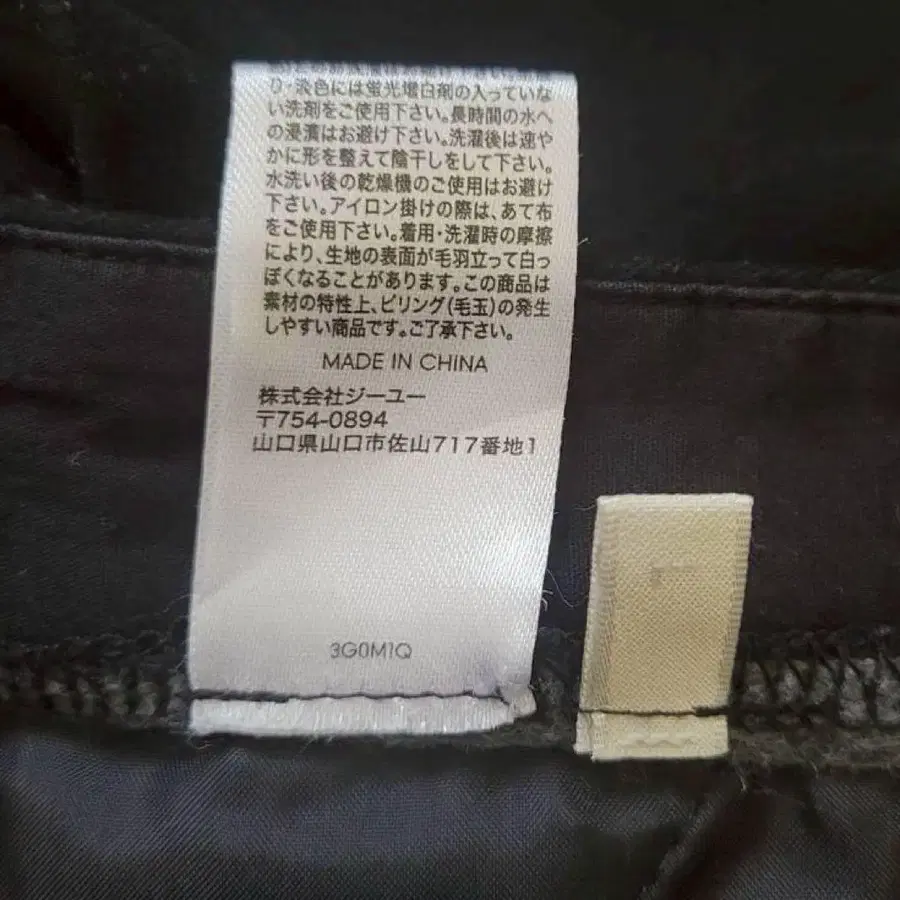 り・淡色には蛍光増白剤の入っていな
い洗剤をご使用下さい。長時間の水へ
の浸漬はお避け下さい。洗濯後は速や
かに形を整えて陰干しをして下さい。
水洗い後の乾燥機のご使用はお避け
下さい。アイロン掛けの際は、あて布
をご使用下さい。着用・洗濯時の摩擦
により、生地の表面が毛羽立って白っ
ぽくなることがあります。この商品は
素材の特性上、ピリング(毛玉)の発生
しやすい商品です。ご了承下さい。
MADE IN CHINA
株式会社ジーユー
〒754-0894
山口県山口市佐山717番地1
3G0M1Q